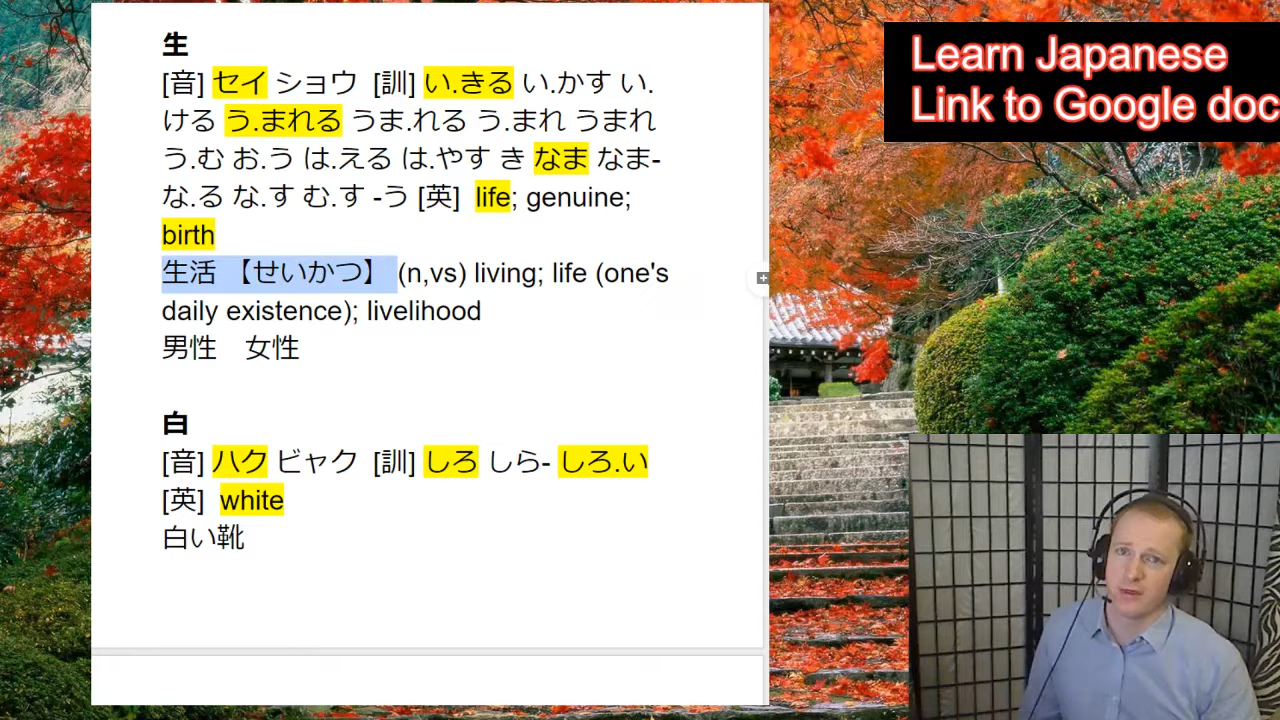 生
[音] セイ ショウ [訓] い.きる い.かす い.
ける う.まれる うま.れる う.まれ うまれ
う.む お.う は.える は.やす き なま なま-
な.る な.す む.す -う [英] life; genuine;
birth
生活 【せいかつ】 (n,vs) living; life (one's
daily existence); livelihood
男性　女性
白
[音] ハク ビャク [訓] しろ しら- しろ.い
[英] white
白い靴
Learn Japanese
Link to Google doc